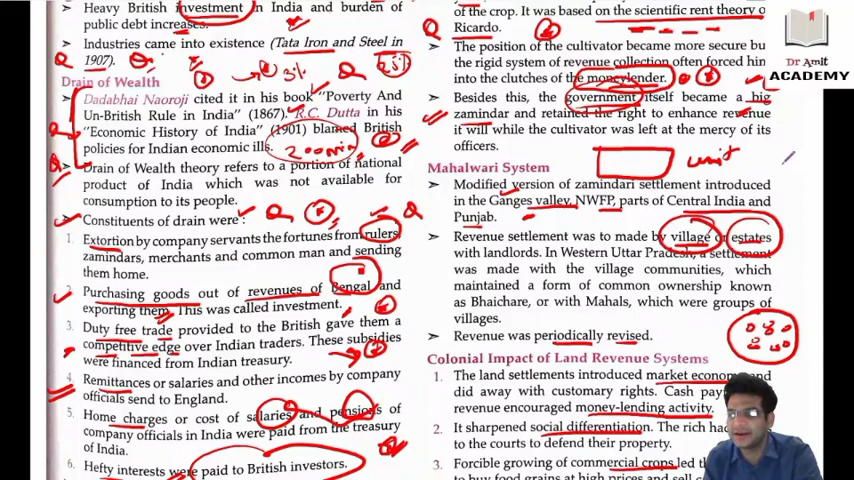 Heavy British investment in India and burden of
public debt increases.
Industries came into existence (Tata Iron and Steel in
1907).
3%
Drain of Wealth
Dadabhai Naoroji cited it in his book "Poverty And
Un-British Rule in India" (1867). R.C. Dutta in his
"Economic History of India" (1901) blamed British
policies for Indian economic ills.
Drain of Wealth theory refers to a portion of national
product of India which was not available for
consumption to its people.
Constituents of drain were
1. Extortion by company servants the fortunes from rulers,
zamindars, merchants and common man and sending
them home.
2. Purchasing goods out of revenues of Bengal and
exporting them. This was called investment.
3. Duty free trade provided to the British gave them a
competitive edge over Indian traders. These subsidies
were financed from Indian treasury.
4. Remittances or salaries and other incomes by company
officials send to England.
5. Home charges or cost of salaries and pensions of
company officials in India were paid from the treasury
of India.
6. Hefty interests were paid to British investors.
of the crop. It was based on the scientific rent theory o
Ricardo.
The position of the cultivator became more secure bu
the rigid system of revenue collection often forced him
into the clutches of the moneylender.
Besides this, the government itself became a big
zamindar and retained the right to enhance revenue
it will while the cultivator was left at the mercy of its
officers.
unit
Mahalwari System
Modified version of zamindari settlement introduced
in the Ganges valley, NWFP, parts of Central India and
Punjab.
Revenue settlement was to made by village or estates
with landlords. In Western Uttar Pradesh, a settlement
was made with the village communities, which
maintained a form of common ownership known
as Bhaichare, or with Mahals, which were groups of
villages.
Revenue was periodically revised.
Colonial Impact of Land Revenue Systems
1. The land settlements introduced market economy and
did away with customary rights. Cash pay
revenue encouraged money-lending activity.
2. It sharpened social differentiation. The rich had
to the courts to defend their property.
3. Forcible growing of commercial crops led th
to buy food grains at high prices and sell c
Dr Amit
ACADEMY